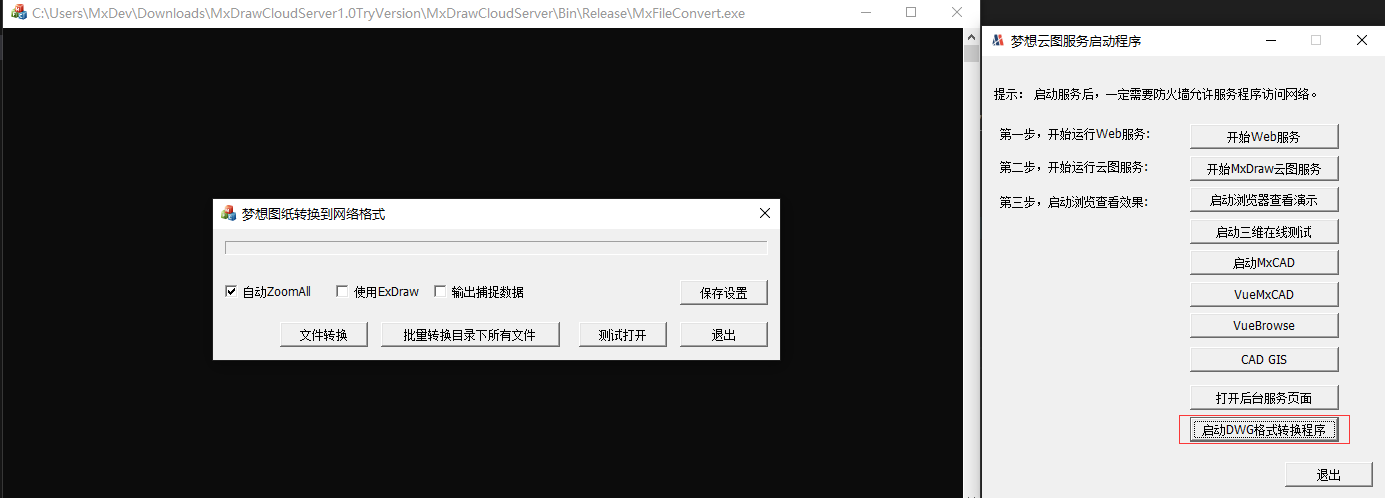 C:\Users\MxDev\Downloads\MxDrawCloudServer1.0TryVersion\MxDrawCloudServer\Bin\Release\MxFileConvert.exe
梦想图纸转换到网络格式
自动ZoomAll 使用ExDraw 输出捕捉数据 保存设置
文件转换 批量转换目录下所有文件 测试打开 退出
梦想云图服务启动程序
提示： 启动服务后，一定需要防火墙允许服务程序访问网络。
第一步，开始运行Web服务: 开始Web服务
第二步，开始运行云图服务: 开始MxDraw云图服务
第三步，启动浏览查看效果: 启动浏览器查看演示
启动三维在线测试
启动MxCAD
VueMxCAD
VueBrowse
CAD GIS
打开后台服务页面
启动DWG格式转换程序
退出